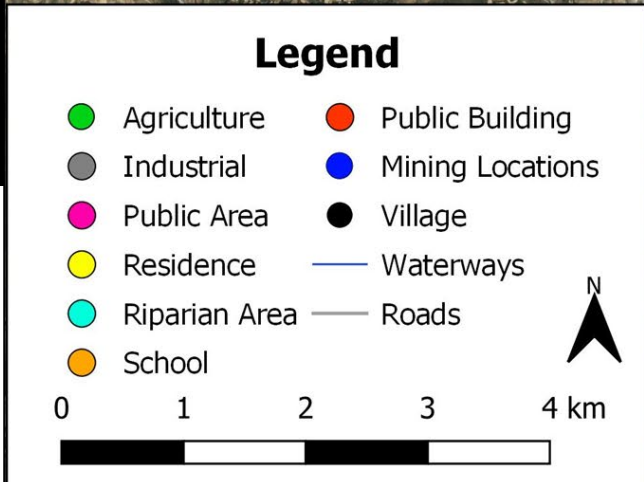 Legend
Agriculture
Public Building
Industrial
Mining Locations
Public Area
Village
Residence
Waterways
Riparian Area
Roads
School
N
0 1 2 3 4 km